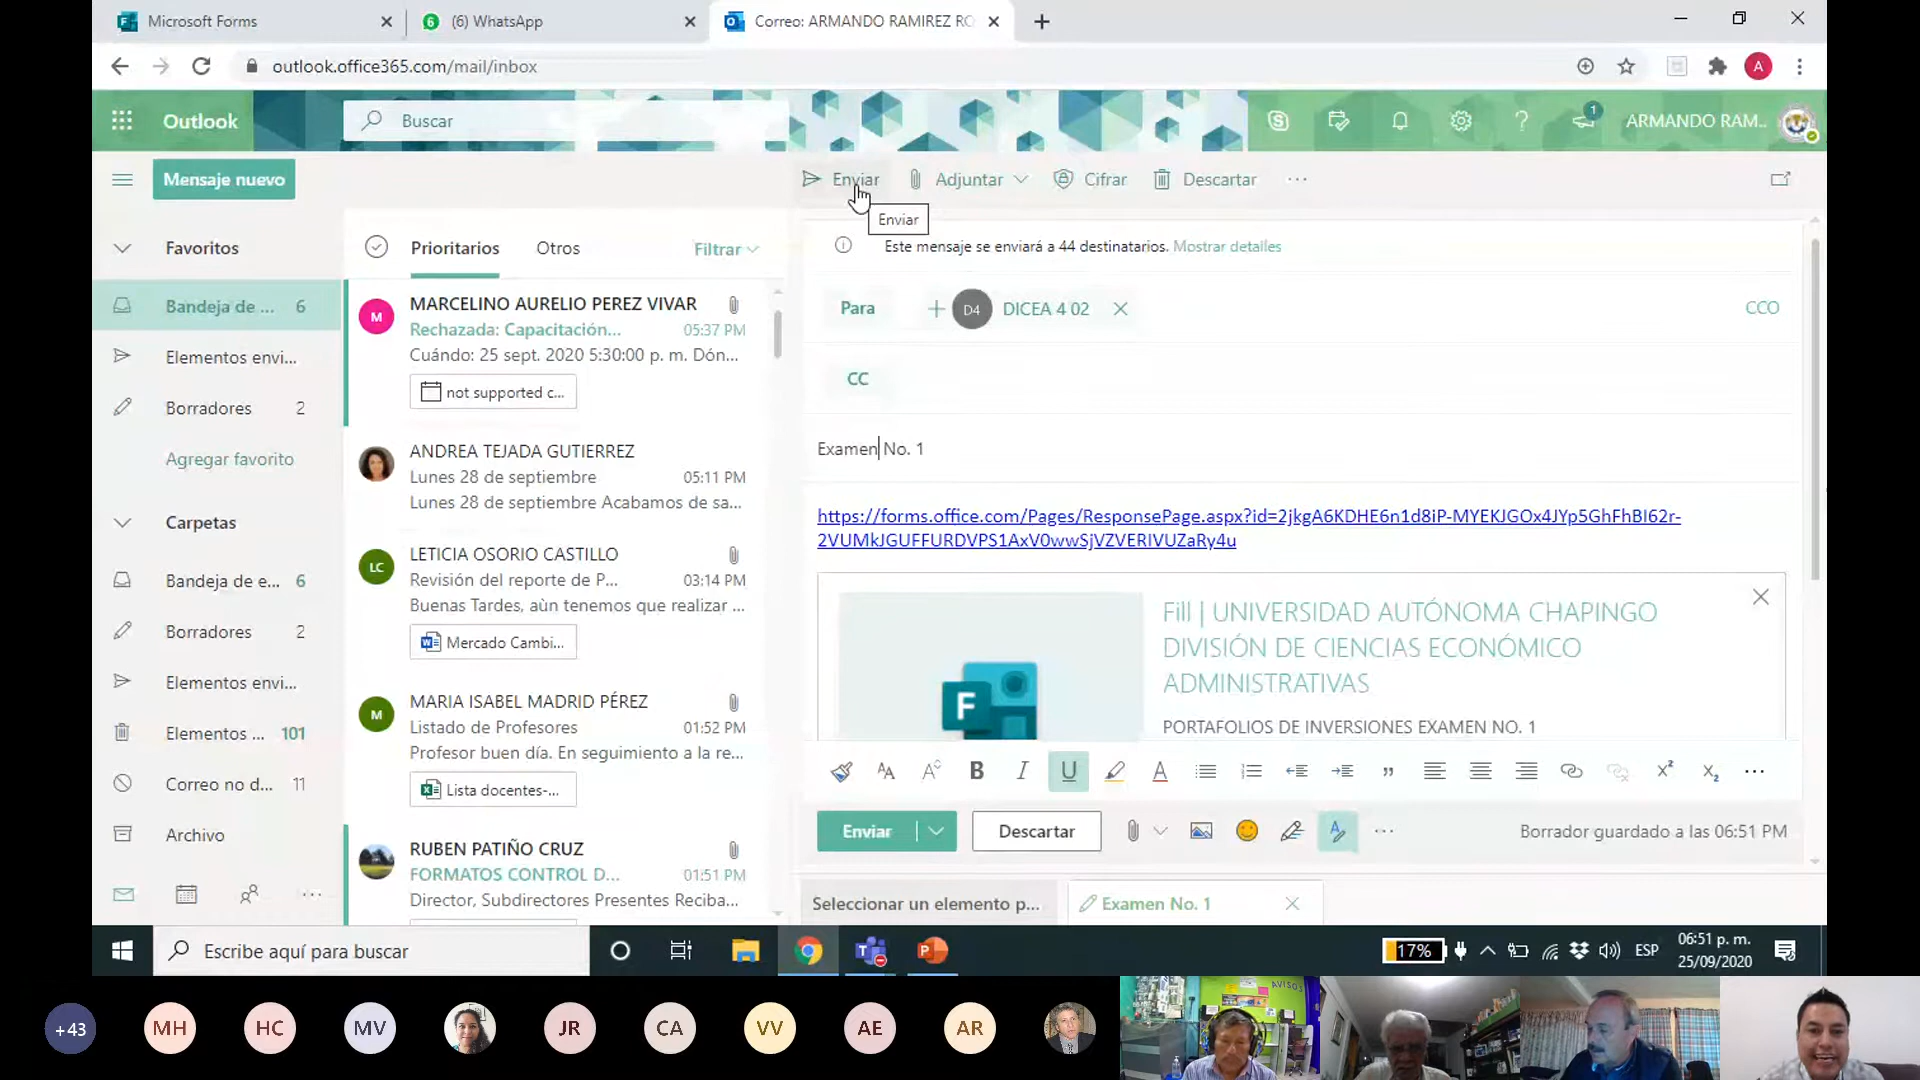 Microsoft Forms
6
(6) WhatsApp
Correo: ARMANDO RAMIREZ RO
outlook.office365.com/mail/inbox
A
Outlook
Buscar
1
ARMANDO RAM...
Mensaje nuevo
Enviar
Adjuntar
Cifrar
Descartar
Enviar
Favoritos
Prioritarios
Otros
Filtrar
Este mensaje se enviará a 44 destinatarios. Mostrar detalles
Bandeja de ... 6
M
MARCELINO AURELIO PEREZ VIVAR
Rechazada: Capacitación... 05:37 PM
Cuándo: 25 sept. 2020 5:30:00 p. m. Dón...
not supported c...
Para
D4
DICEA 4 02
CCO
Elementos envi...
Borradores 2
CC
Agregar favorito
ANDREA TEJADA GUTIERREZ
Lunes 28 de septiembre 05:11 PM
Lunes 28 de septiembre Acabamos de sa...
Examen No. 1
Carpetas
https://forms.office.com/Pages/ResponsePage.aspx?id=2jkgA6KDHE6n1d8iP-MYEKJGOx4JYp5GhFhBI62r-
2VUMkJGUFFURDVPS1AxV0wwSjVZVERIVUZaRy4u
LC
LETICIA OSORIO CASTILLO
Revisión del reporte de P... 03:14 PM
Buenas Tardes, aùn tenemos que realizar ...
Mercado Cambi...
Bandeja de e... 6
Borradores 2
Elementos envi...
Elementos ... 101
Correo no d... 11
Archivo
Fill | UNIVERSIDAD AUTÓNOMA CHAPINGO
DIVISIÓN DE CIENCIAS ECONÓMICO
ADMINISTRATIVAS
PORTAFOLIOS DE INVERSIONES EXAMEN NO. 1
F
M
MARIA ISABEL MADRID PÉREZ
Listado de Profesores 01:52 PM
Profesor buen día. En seguimiento a la re...
Lista docentes-...
RUBEN PATIÑO CRUZ
FORMATOS CONTROL D... 01:51 PM
Director, Subdirectores Presentes Reciba...
Enviar
Descartar
Borrador guardado a las 06:51 PM
Seleccionar un elemento p...
Examen No. 1
Escribe aquí para buscar
17%
ESP
06:51 p. m.
25/09/2020
+43
MH
HC
MV
JR
CA
VV
AE
AR
AVISOS